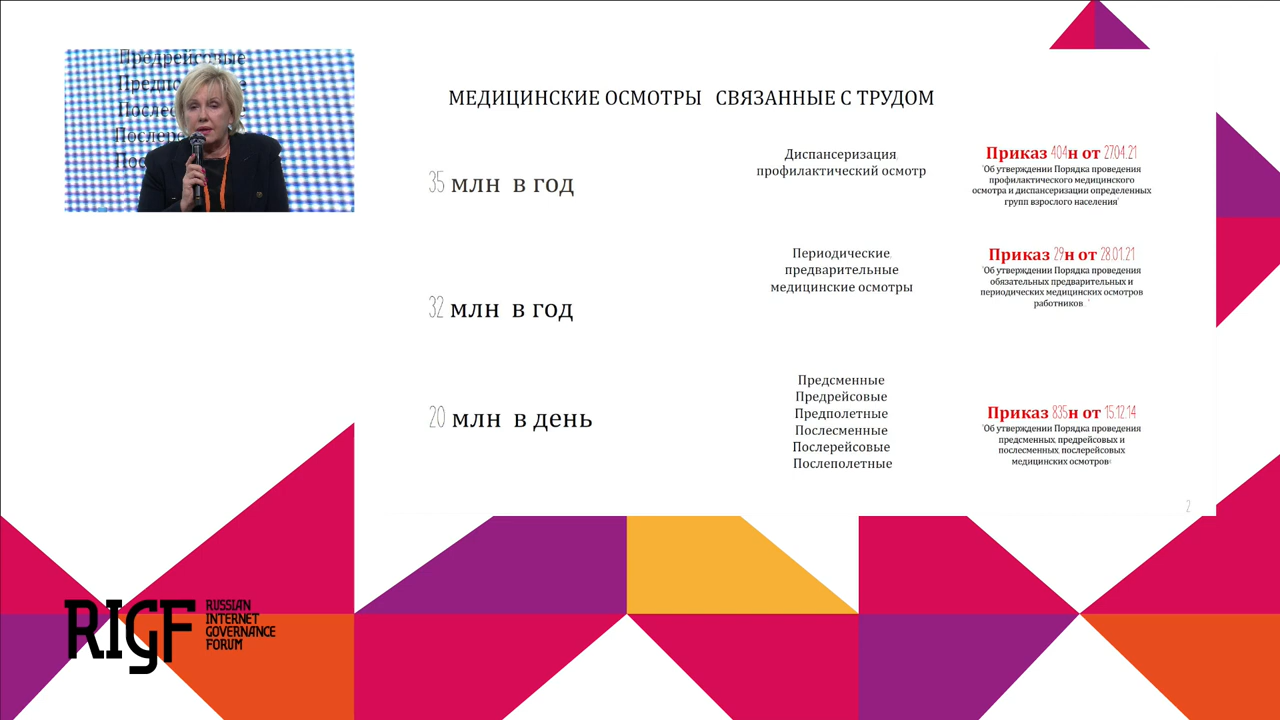 Предрейсовые
МЕДИЦИНСКИЕ ОСМОТРЫ СВЯЗАННЫЕ С ТРУДОМ
35 млн в год
Диспансеризация,
профилактический осмотр
Приказ 404н от 27.04.21
"Об утверждении Порядка проведения
профилактического медицинского
осмотра и диспансеризации определенных
групп взрослого населения"
32 млн в год
Периодические,
предварительные
медицинские осмотры
Приказ 29н от 28.01.21
"Об утверждении Порядка проведения
обязательных предварительных и
периодических медицинских осмотров
работников..."
20 млн в день
Предсменные
Предрейсовые
Предполетные
Послесменные
Послерейсовые
Послеполетные
Приказ 835н от 15.12.14
"Об утверждении Порядка проведения
предсменных, предрейсовых и
послесменных, послерейсовых
медицинских осмотров"
2
RIGF
RUSSIAN
INTERNET
GOVERNANCE
FORUM